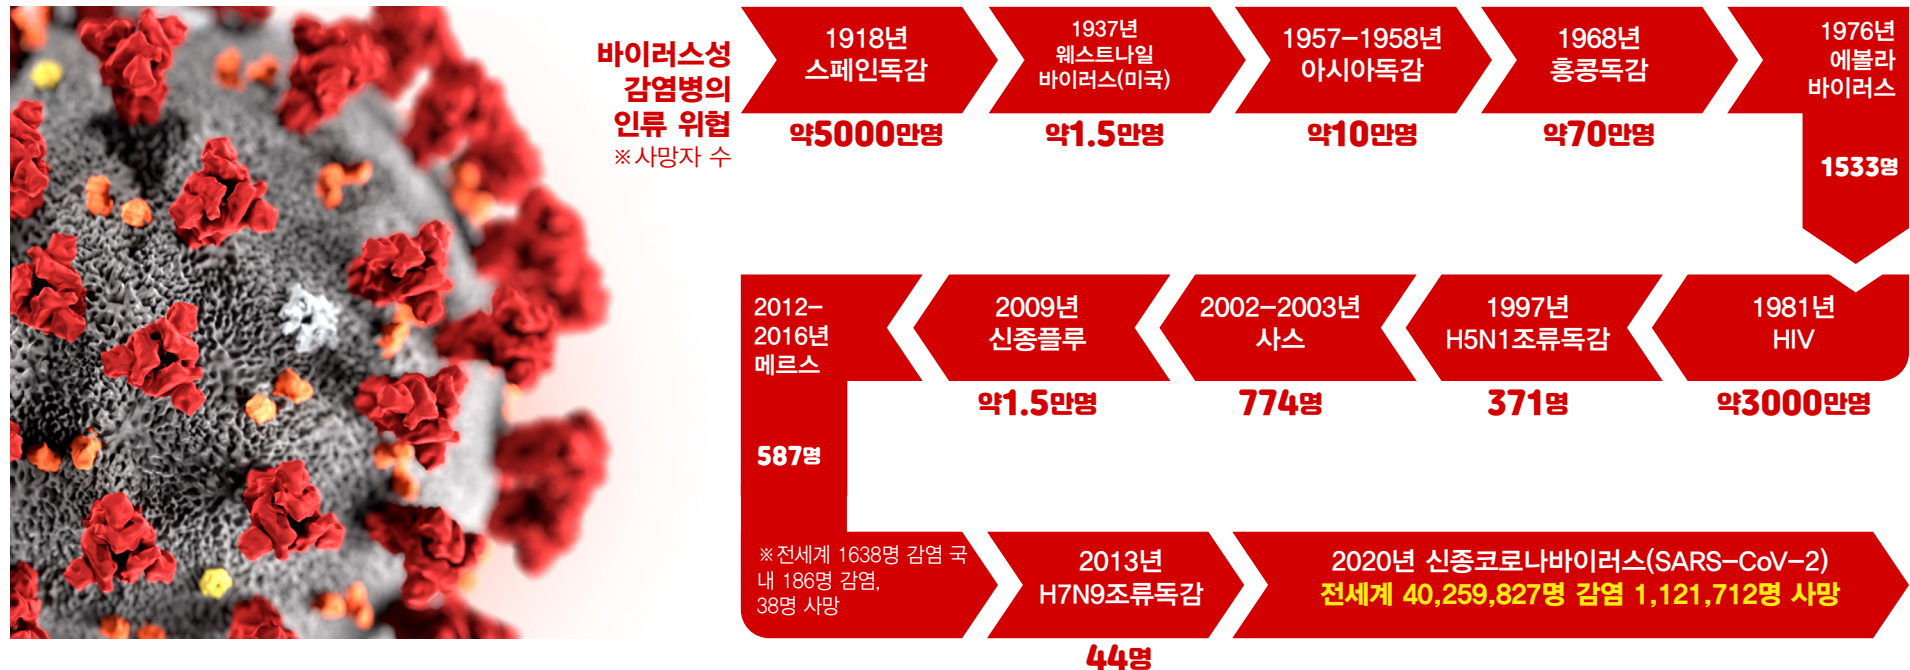 바이러스성
감염병의
인류 위협
※사망자 수
1918년
스페인독감
약5000만명
1937년
웨스트나일
바이러스(미국)
약1.5만명
1957-1958년
아시아독감
약10만명
1968년
홍콩독감
약70만명
1976년
에볼라
바이러스
1533명
1981년
HIV
약3000만명
1997년
H5N1조류독감
371명
2002-2003년
사스
774명
2009년
신종플루
약1.5만명
2012-
2016년
메르스
587명
※전세계 1638명 감염 국
내 186명 감염,
38명 사망
2013년
H7N9조류독감
44명
2020년 신종코로나바이러스(SARS-CoV-2)
전세계 40,259,827명 감염 1,121,712명 사망